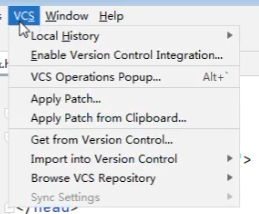 VCS Window Help
Local History
Enable Version Control Integration...
VCS Operations Popup... Alt+`
Apply Patch...
Apply Patch from Clipboard...
Get from Version Control...
Import into Version Control
Browse VCS Repository
Sync Settings
</head>